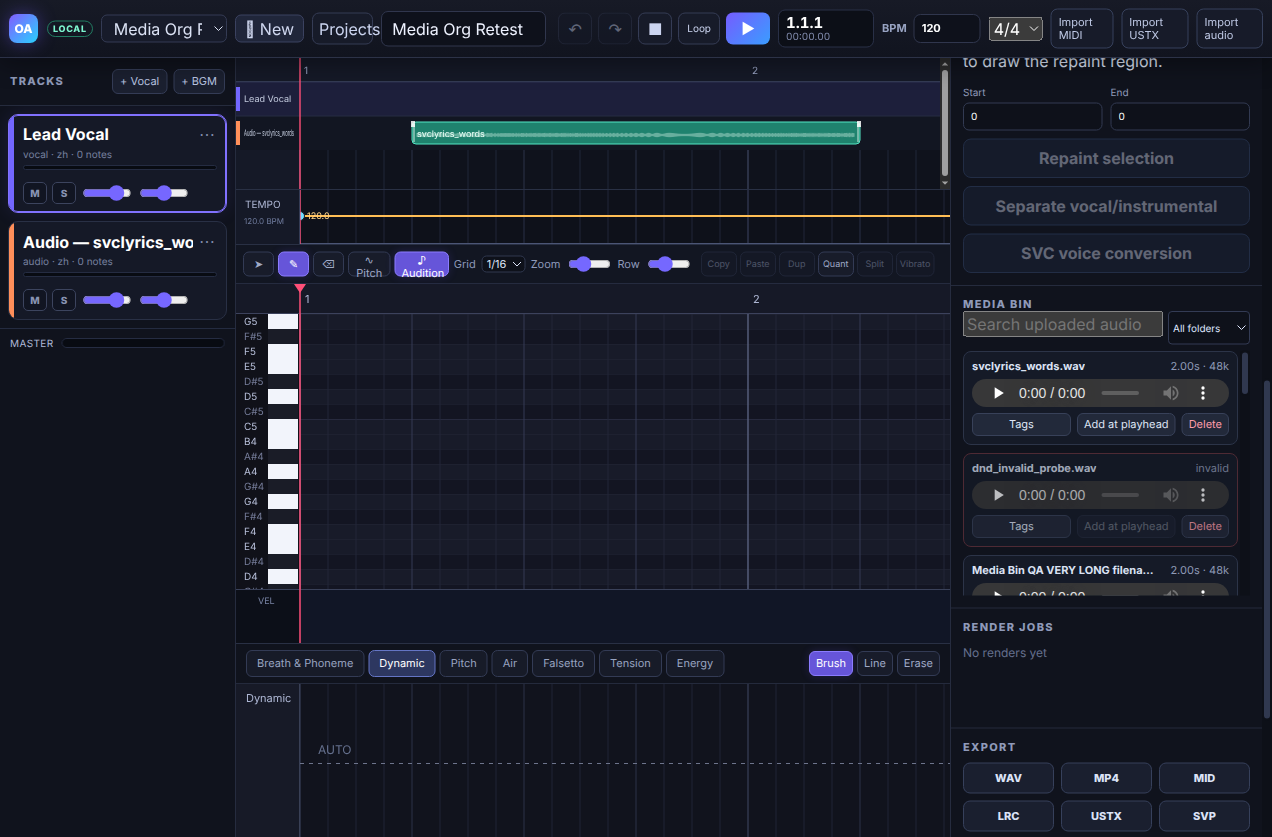 OA
LOCAL
Media Org F
New
Projects
Media Org Retest
Loop
1.1.1
00:00.00
BPM
120
4/4
Import MIDI
Import USTX
Import audio
TRACKS
+ Vocal
+ BGM
Lead Vocal
vocal · zh · 0 notes
M
S
Audio — svclyrics_wo
audio · zh · 0 notes
M
S
MASTER
1
2
Lead Vocal
Audio — svclyrics_words
svclyrics_words
TEMPO
120.0 BPM
120.0
Pitch
Audition
Grid
1/16
Zoom
Row
Copy
Paste
Dup
Quant
Split
Vibrato
1
2
G5
F#5
F5
E5
D#5
D5
C#5
C5
B4
A#4
A4
G#4
G4
F#4
F4
E4
D#4
D4
VEL
Breath & Phoneme
Dynamic
Pitch
Air
Falsetto
Tension
Energy
Brush
Line
Erase
Dynamic
AUTO
to draw the repaint region.
Start
End
0
0
Repaint selection
Separate vocal/instrumental
SVC voice conversion
MEDIA BIN
Search uploaded audio
All folders
svclyrics_words.wav
2.00s · 48k
0:00 / 0:00
Tags
Add at playhead
Delete
dnd_invalid_probe.wav
invalid
0:00 / 0:00
Tags
Add at playhead
Delete
Media Bin QA VERY LONG filena...
2.00s · 48k
0:00 / 0:00
RENDER JOBS
No renders yet
EXPORT
WAV
MP4
MID
LRC
USTX
SVP